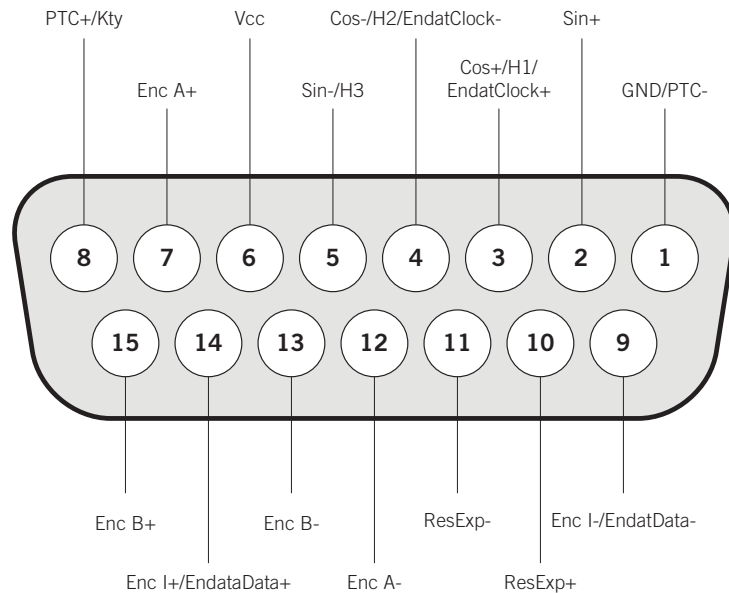 PTC+/Kty
Vcc
Cos-/H2/EndatClock-
Sin+
Enc A+
Sin-/H3
Cos+/H1/
EndatClock+
GND/PTC-
8 7 6 5 4 3 2 1
15 14 13 12 11 10 9
Enc B+
Enc B-
ResExp-
Enc I-/EndatData-
Enc I+/EndataData+
Enc A-
ResExp+